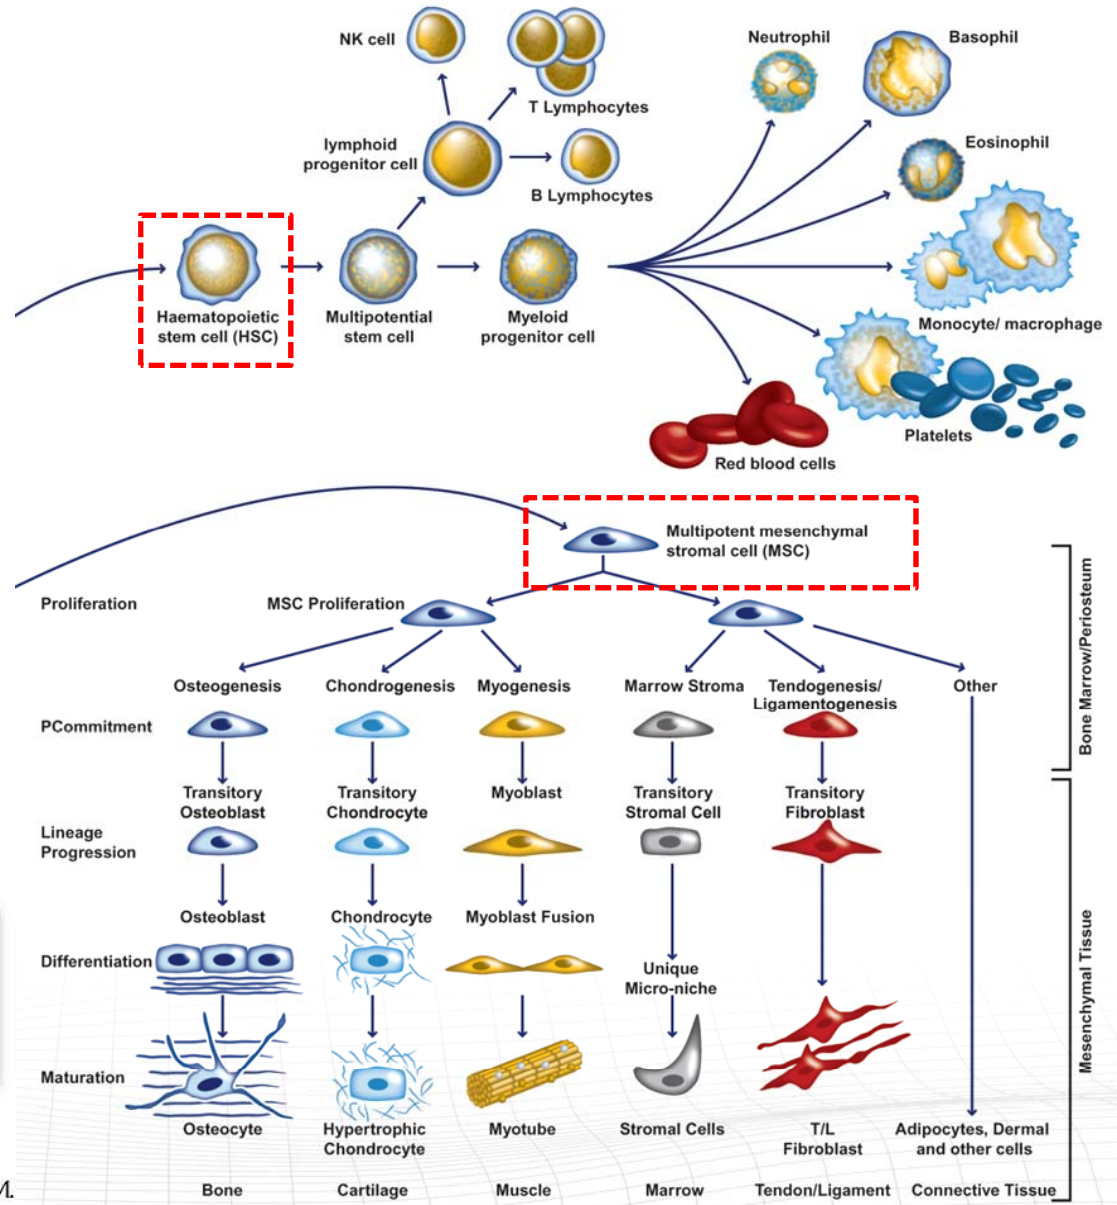 NK cell
T Lymphocytes
lymphoid
progenitor cell
B Lymphocytes
Neutrophil
Basophil
Eosinophil
Haematopoietic
stem cell (HSC)
Multipotential
stem cell
Myeloid
progenitor cell
Monocyte/ macrophage
Platelets
Red blood cells
Multipotent mesenchymal
stromal cell (MSC)
Proliferation
MSC Proliferation
Bone Marrow/Periosteum
Osteogenesis
Chondrogenesis
Myogenesis
Marrow Stroma
Tendogenesis/
Ligamentogenesis
Other
PCommitment
Transitory
Osteoblast
Transitory
Chondrocyte
Myoblast
Transitory
Stromal Cell
Transitory
Fibroblast
Lineage
Progression
Osteoblast
Chondrocyte
Myoblast Fusion
Differentiation
Unique
Micro-niche
Mesenchymal Tissue
Maturation
Osteocyte
Hypertrophic
Chondrocyte
Myotube
Stromal Cells
T/L
Fibroblast
Adipocytes, Dermal
and other cells
Bone
Cartilage
Muscle
Marrow
Tendon/Ligament
Connective Tissue